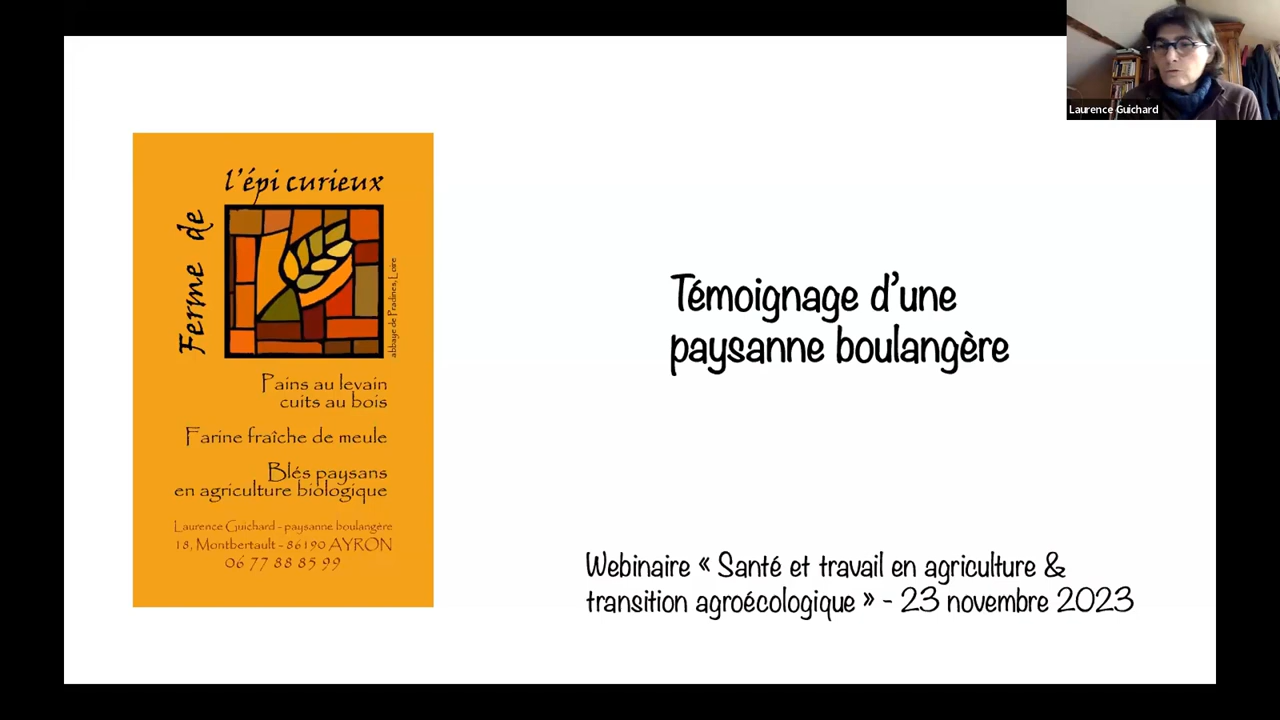 Laurence Guichard
l'épi curieux
Ferme de
abbaye de Pradines, Loire
Pains au levain
cuits au bois
Farine fraîche de meule
Blés paysans
en agriculture biologique
Laurence Guichard - paysanne boulangère
18, Montbertault - 86190 AYRON
06 77 88 85 99
Témoignage d'une
paysanne boulangère
Webinaire « Santé et travail en agriculture &
transition agroécologique » - 23 novembre 2023